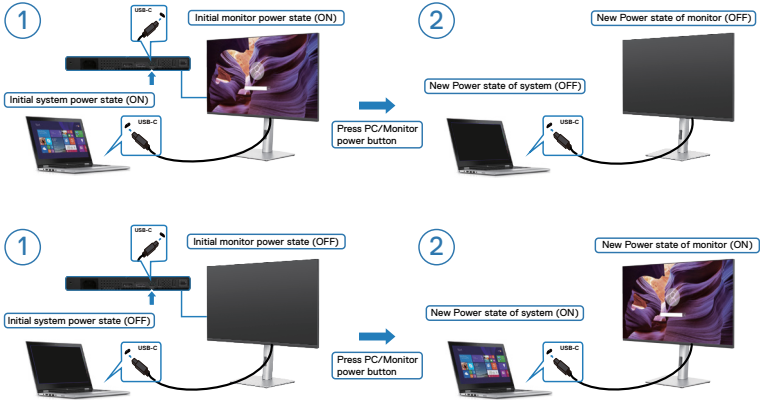 1
USB-C
Initial monitor power state (ON)
Initial system power state (ON)
USB-C
Press PC/Monitor
power button
2
New Power state of monitor (OFF)
New Power state of system (OFF)
USB-C
1
USB-C
Initial monitor power state (OFF)
Initial system power state (OFF)
USB-C
Press PC/Monitor
power button
2
New Power state of monitor (ON)
New Power state of system (ON)
USB-C